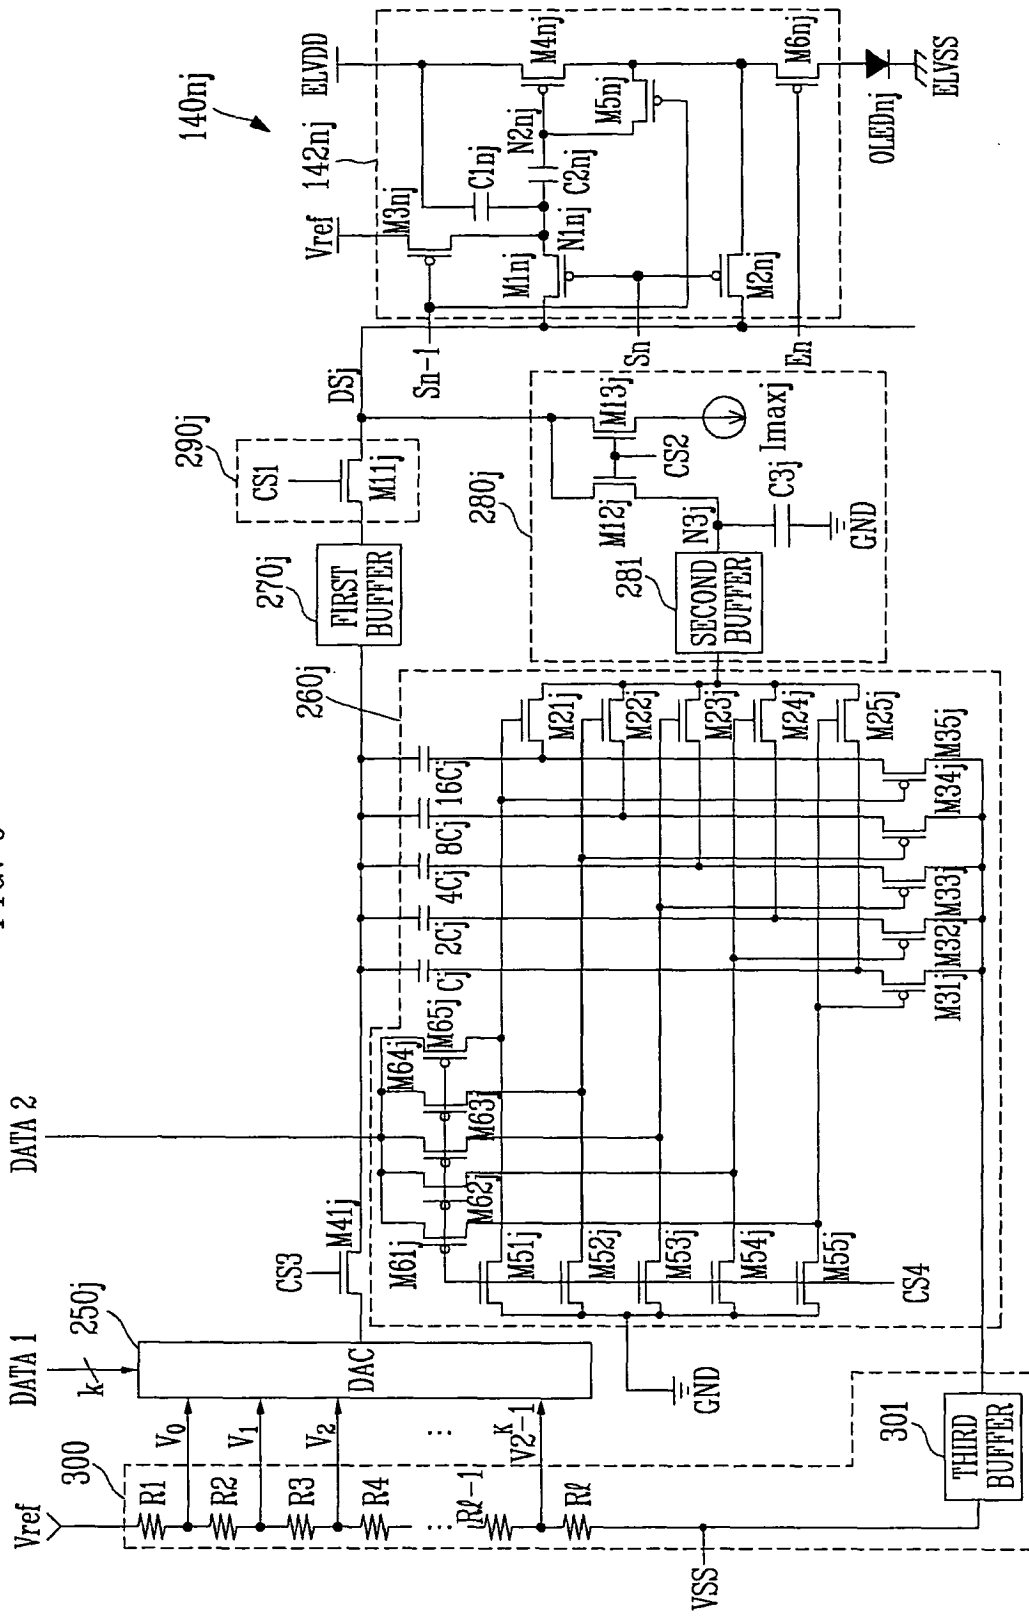 FIG. 6
Vref
300
R1
R2
R3
R4
...
Rℓ-1
Rℓ
VSS
301
THIRD
BUFFER
DATA 1
k
250j
V0
V1
V2
...
V2^K-1
DAC
GND
CS3
M41j
DATA 2
M61j
M62j
M63j
M64j
M65j
M51j
M52j
M53j
M54j
M55j
CS4
Cj
2Cj
4Cj
8Cj
16Cj
260j
M21j
M22j
M23j
M24j
M25j
M31j
M32j
M33j
M34j
M35j
270j
FIRST
BUFFER
290j
CS1
M11j
DSj
280j
M12j
M13j
CS2
Imaxj
N3j
C3j
GND
281
SECOND
BUFFER
140nj
142nj
Vref
ELVDD
M3nj
C1nj
N2nj
M4nj
C2nj
M5nj
N1nj
M1nj
M2nj
M6nj
Sn-1
Sn
En
OLEDnj
ELVSS